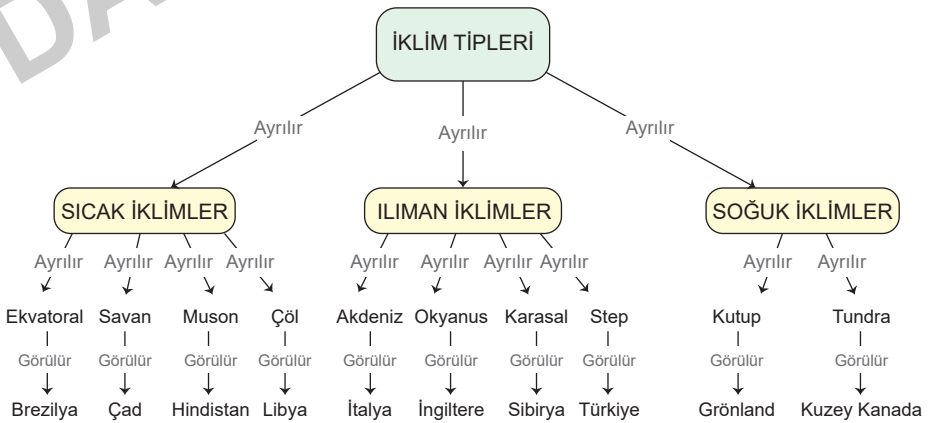 İKLİM TİPLERİ
Ayrılır Ayrılır Ayrılır
SICAK İKLİMLER ILIMAN İKLİMLER SOĞUK İKLİMLER
Ayrılır Ayrılır Ayrılır Ayrılır Ayrılır Ayrılır Ayrılır Ayrılır Ayrılır Ayrılır
Ekvatoral Savan Muson Çöl Akdeniz Okyanus Karasal Step Kutup Tundra
Görülür Görülür Görülür Görülür Görülür Görülür Görülür Görülür Görülür Görülür
Brezilya Çad Hindistan Libya İtalya İngiltere Sibirya Türkiye Grönland Kuzey Kanada